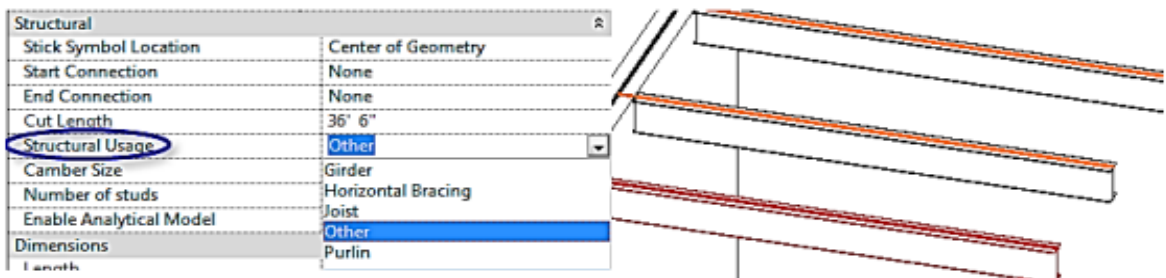 Structural
Stick Symbol Location Center of Geometry
Start Connection None
End Connection None
Cut Length 36' 6"
Structural Usage Other
Camber Size Girder
Number of studs Horizontal Bracing
Enable Analytical Model Joist
Other
Dimensions Purlin
Length